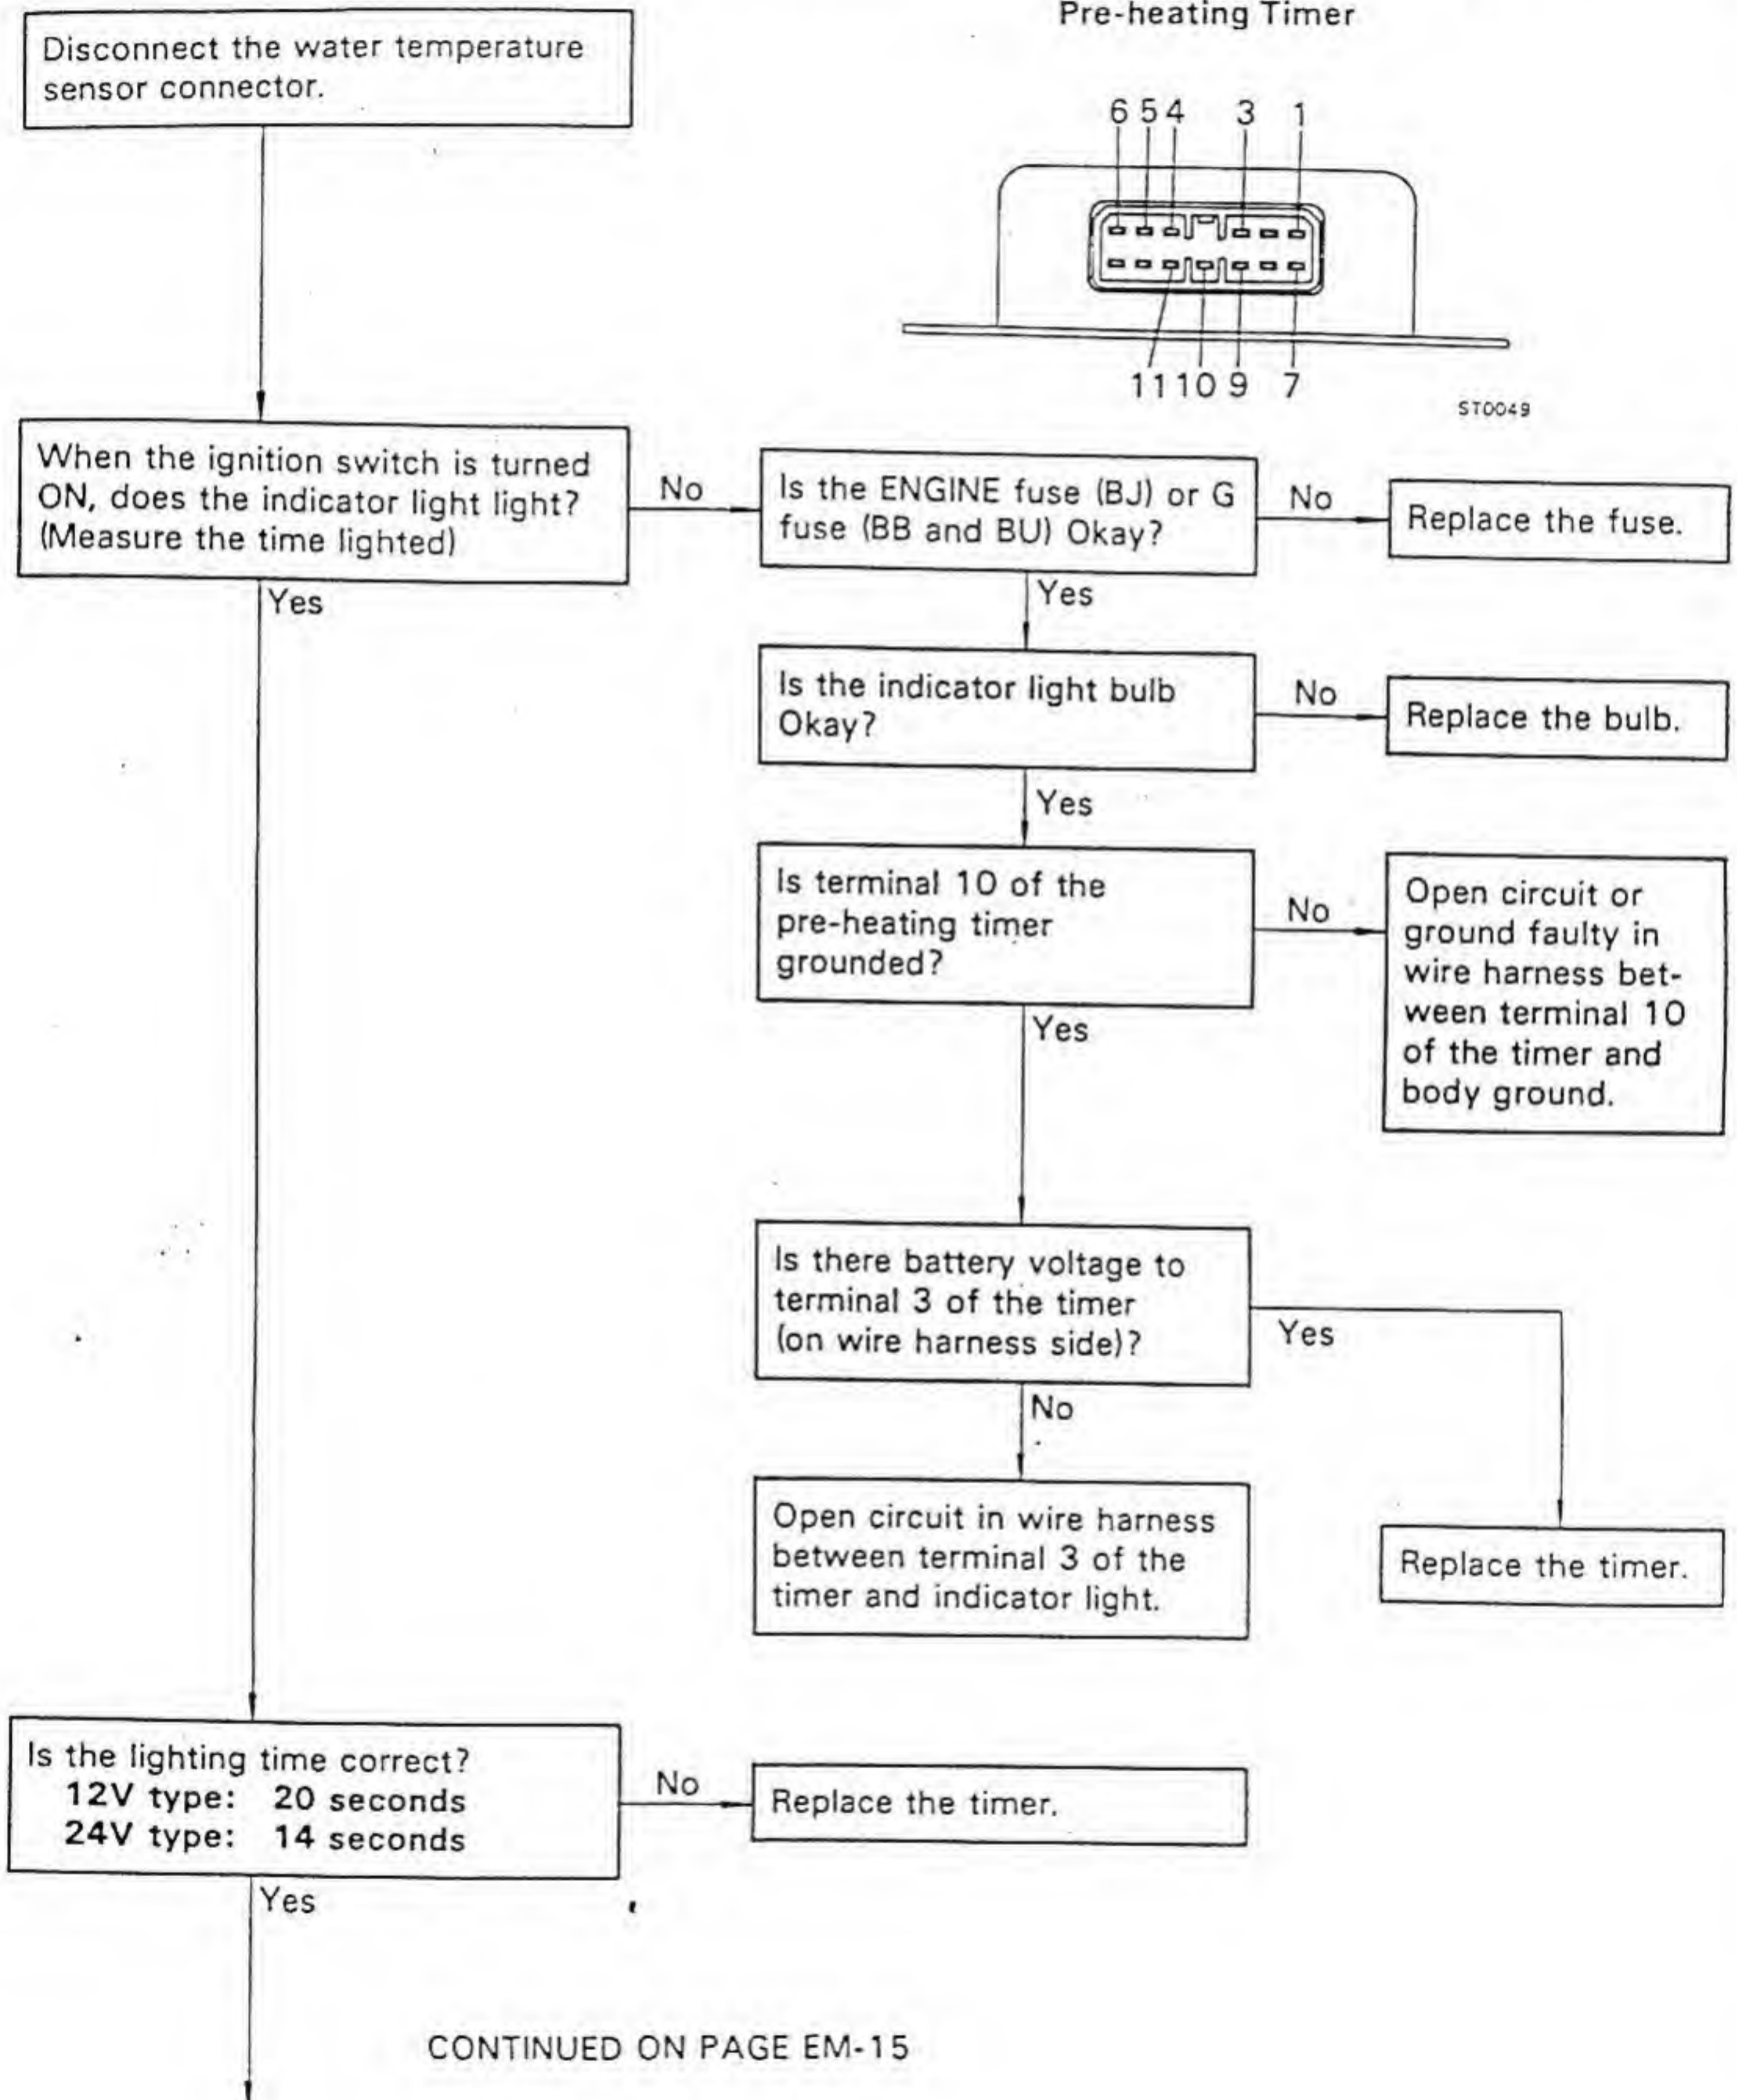 Pre-heating Timer
Disconnect the water temperature
sensor connector.
6 5 4 3 1
11 10 9 7
ST0049
When the ignition switch is turned
ON, does the indicator light light?
(Measure the time lighted)
No
Is the ENGINE fuse (BJ) or G
fuse (BB and BU) Okay?
No
Replace the fuse.
Yes
Yes
Is the indicator light bulb
Okay?
No
Replace the bulb.
Yes
Is terminal 10 of the
pre-heating timer
grounded?
No
Open circuit or
ground faulty in
wire harness bet-
ween terminal 10
of the timer and
body ground.
Yes
Is there battery voltage to
terminal 3 of the timer
(on wire harness side)?
Yes
No
Open circuit in wire harness
between terminal 3 of the
timer and indicator light.
Replace the timer.
Is the lighting time correct?
12V type: 20 seconds
24V type: 14 seconds
No
Replace the timer.
Yes
CONTINUED ON PAGE EM-15